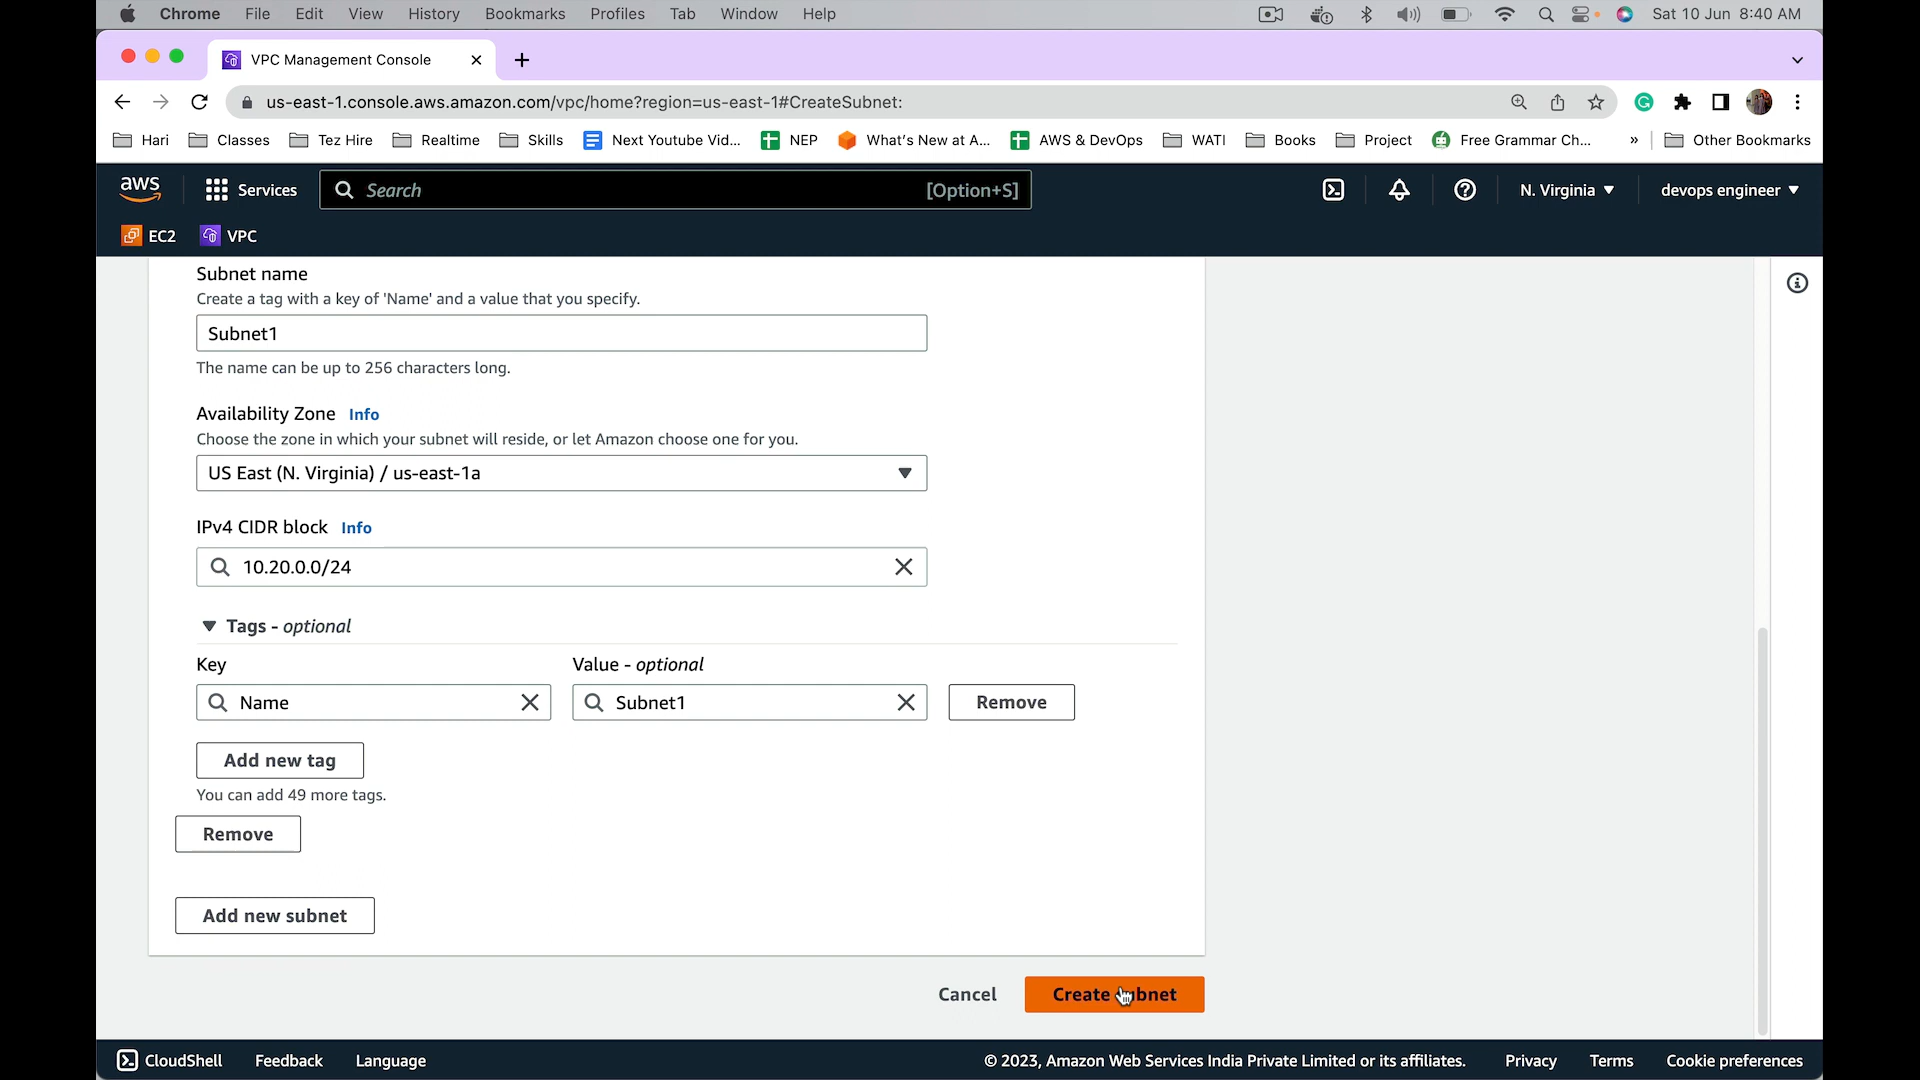 Chrome File Edit View History Bookmarks Profiles Tab Window Help Sat 10 Jun 8:40 AM
VPC Management Console
us-east-1.console.aws.amazon.com/vpc/home?region=us-east-1#CreateSubnet:
Hari Classes Tez Hire Realtime Skills Next Youtube Vid... NEP What's New at A... AWS & DevOps WATI Books Project Free Grammar Ch... » Other Bookmarks
aws Services Search [Option+S] N. Virginia devops engineer
EC2 VPC
Subnet name
Create a tag with a key of 'Name' and a value that you specify.
Subnet1
The name can be up to 256 characters long.
Availability Zone Info
Choose the zone in which your subnet will reside, or let Amazon choose one for you.
US East (N. Virginia) / us-east-1a
IPv4 CIDR block Info
10.20.0.0/24
Tags - optional
Key Value - optional
Name Subnet1 Remove
Add new tag
You can add 49 more tags.
Remove
Add new subnet
Cancel Create subnet
CloudShell Feedback Language © 2023, Amazon Web Services India Private Limited or its affiliates. Privacy Terms Cookie preferences